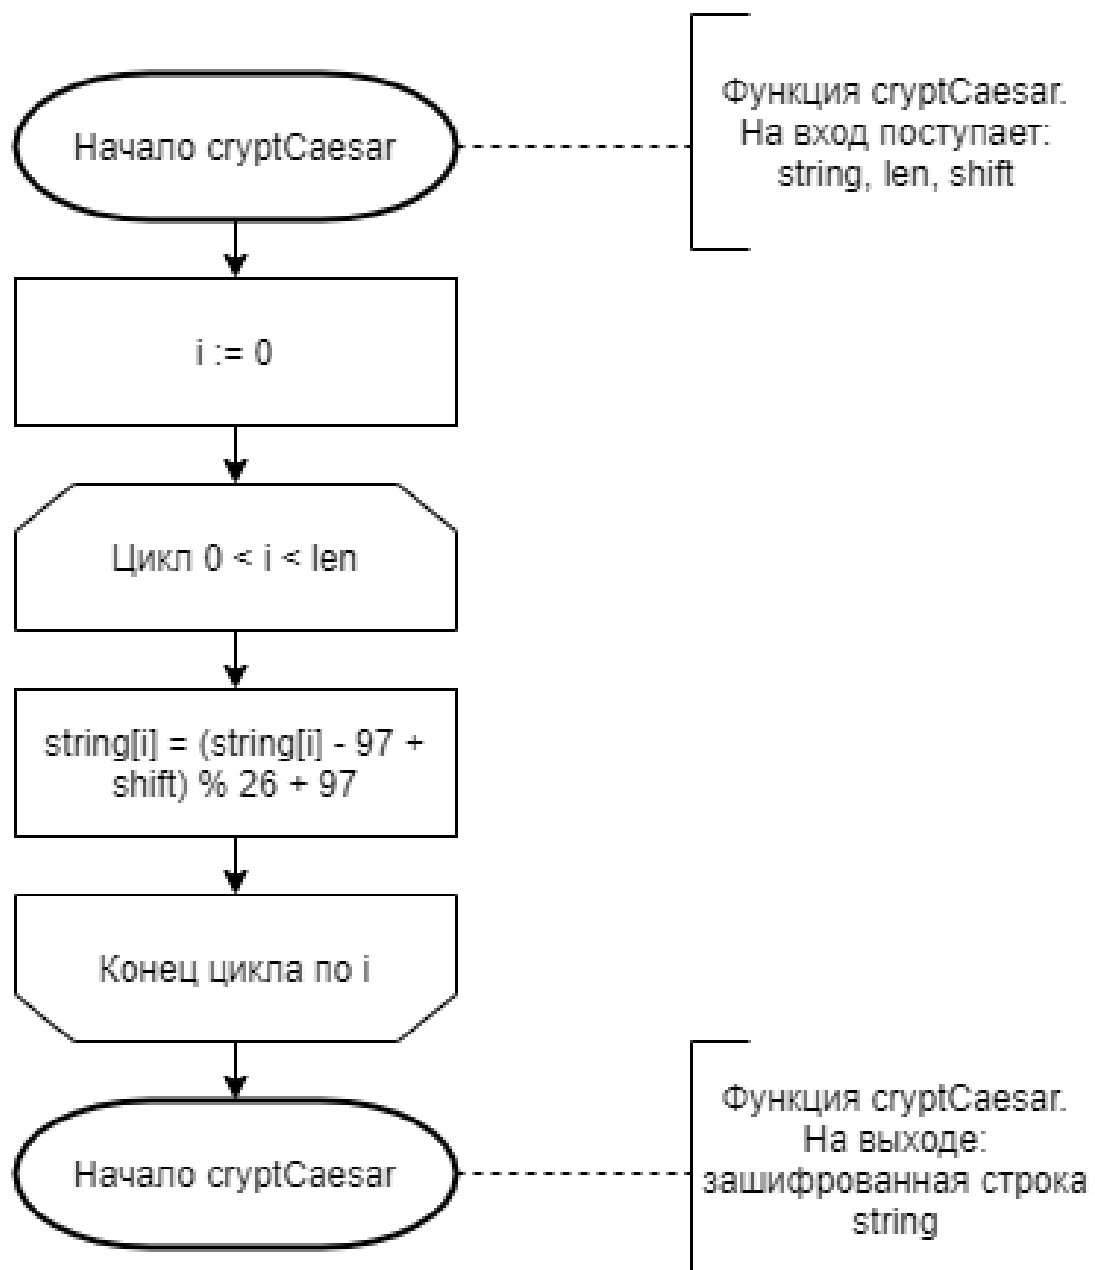 Начало cryptCaesar
Функция cryptCaesar.
На вход поступает:
string, len, shift
i := 0
Цикл 0 < i < len
string[i] = (string[i] - 97 +
shift) % 26 + 97
Конец цикла по i
Начало cryptCaesar
Функция cryptCaesar.
На выходе:
зашифрованная строка
string